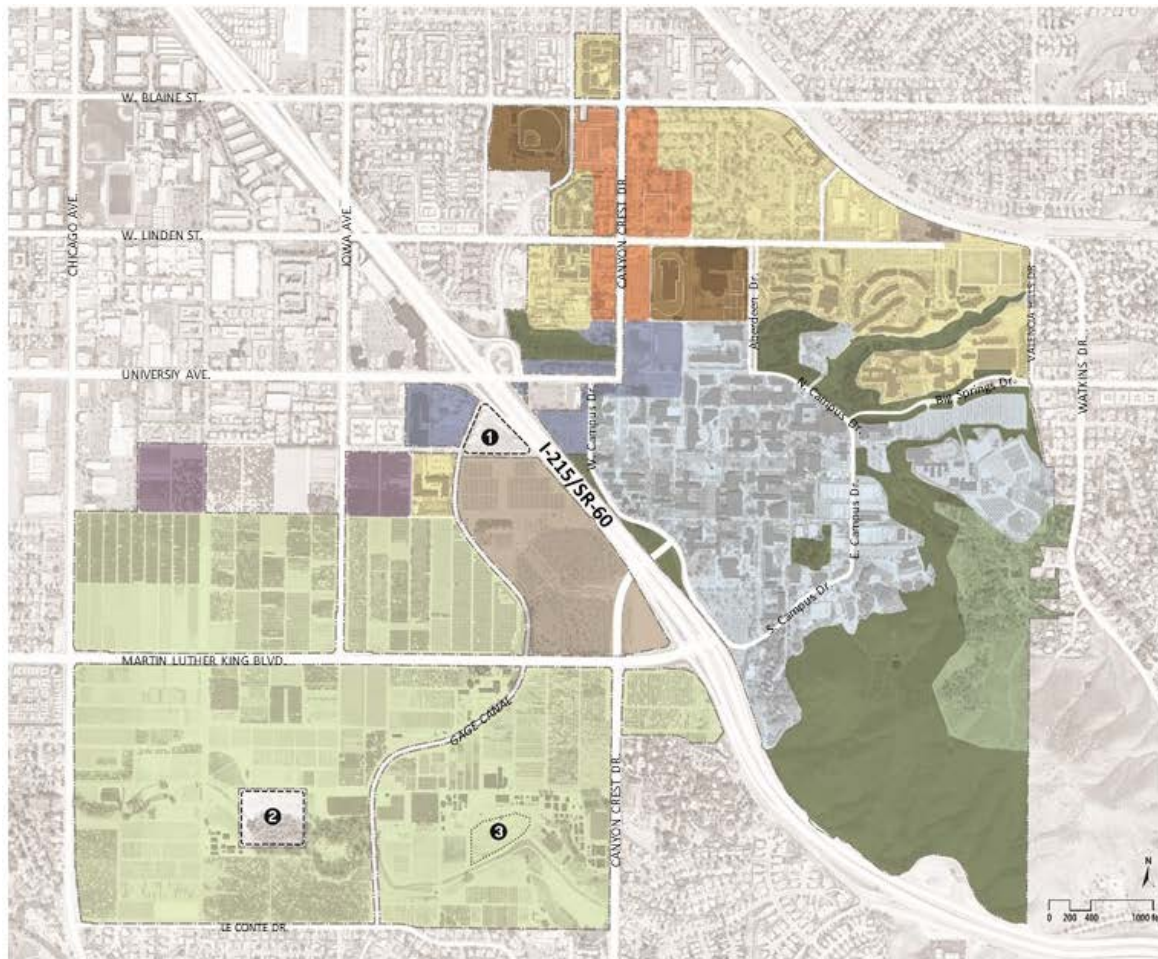 W. BLAINE ST.
CHICAGO AVE.
IOWA AVE.
CANYON CREST DR.
W. LINDEN ST.
Aberdeen Dr.
VALENCIA HILLS DR.
WATKINS DR.
UNIVERSIY AVE.
W. Campus Dr.
N. Campus Dr.
Big Springs Dr.
1
I-215/SR-60
E. Campus Dr.
S. Campus Dr.
MARTIN LUTHER KING BLVD.
GAGE CANAL
CANYON CREST DR.
2
3
LE CONTE DR.
N
0 200 400 1000